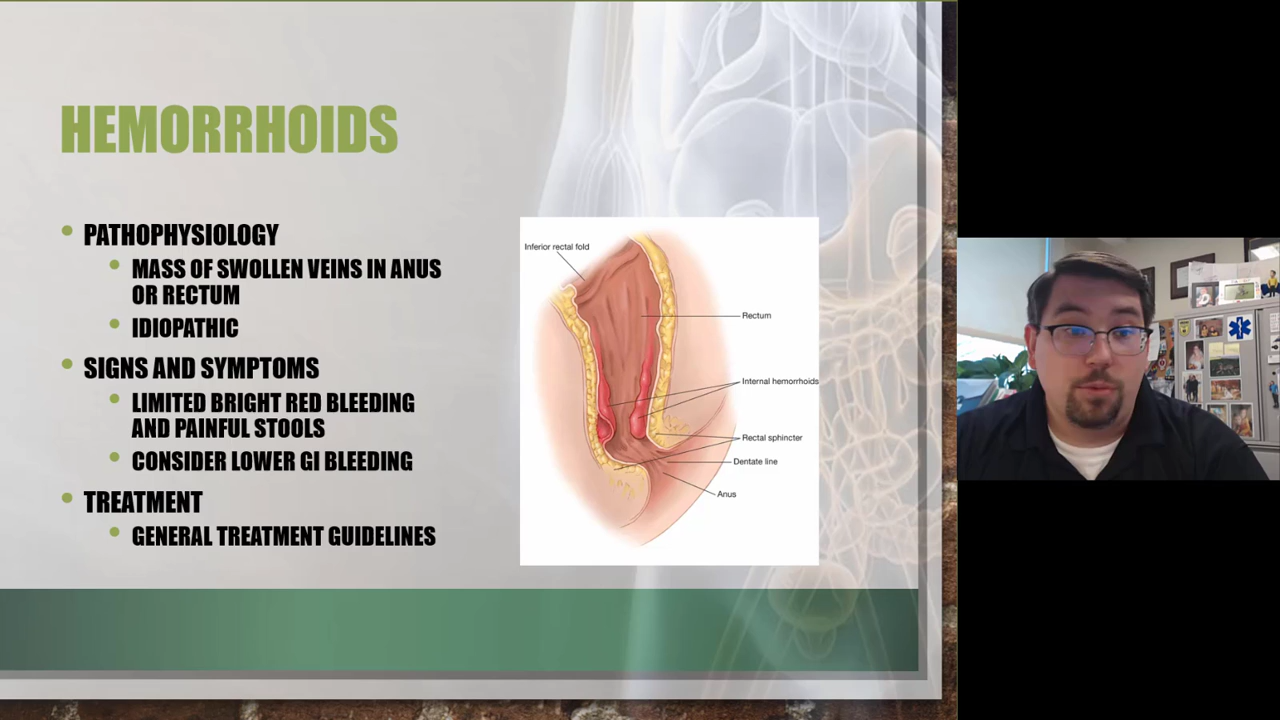 HEMORRHOIDS
• PATHOPHYSIOLOGY
• MASS OF SWOLLEN VEINS IN ANUS
OR RECTUM
• IDIOPATHIC
• SIGNS AND SYMPTOMS
• LIMITED BRIGHT RED BLEEDING
AND PAINFUL STOOLS
• CONSIDER LOWER GI BLEEDING
• TREATMENT
• GENERAL TREATMENT GUIDELINES
Inferior rectal fold
Rectum
Internal hemorrhoids
Rectal sphincter
Dentate line
Anus